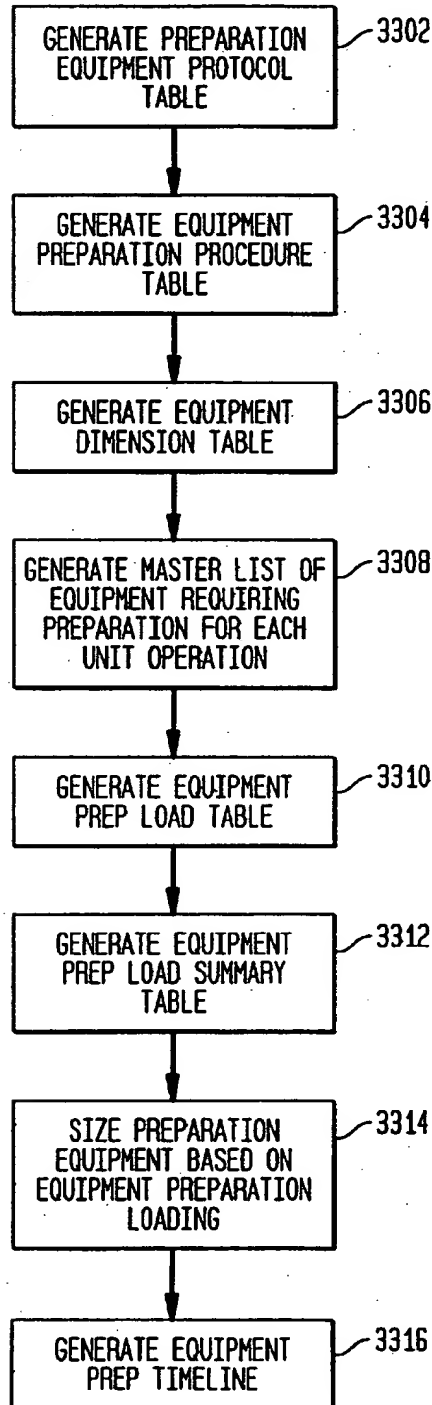 GENERATE PREPARATION
EQUIPMENT PROTOCOL
TABLE
3302
GENERATE EQUIPMENT
PREPARATION PROCEDURE
TABLE
3304
GENERATE EQUIPMENT
DIMENSION TABLE
3306
GENERATE MASTER LIST OF
EQUIPMENT REQUIRING
PREPARATION FOR EACH
UNIT OPERATION
3308
GENERATE EQUIPMENT
PREP LOAD TABLE
3310
GENERATE EQUIPMENT
PREP LOAD SUMMARY
TABLE
3312
SIZE PREPARATION
EQUIPMENT BASED ON
EQUIPMENT PREPARATION
LOADING
3314
GENERATE EQUIPMENT
PREP TIMELINE
3316